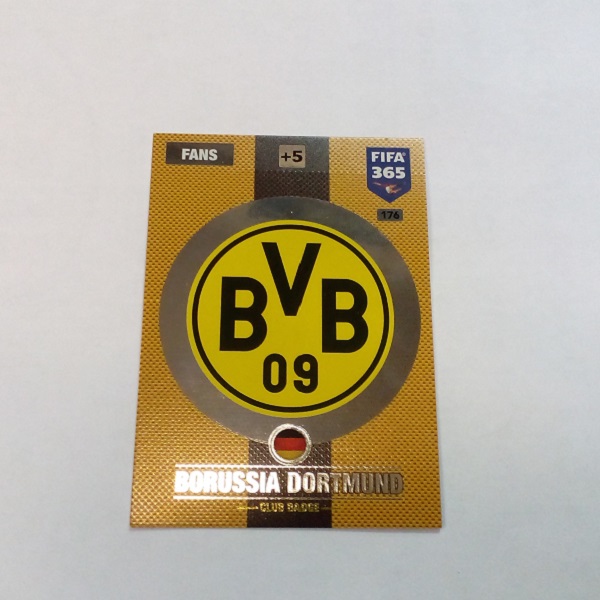 FANS
+5
FIFA
365
176
BVB
09
BORUSSIA DORTMUND
CLUB BADGE